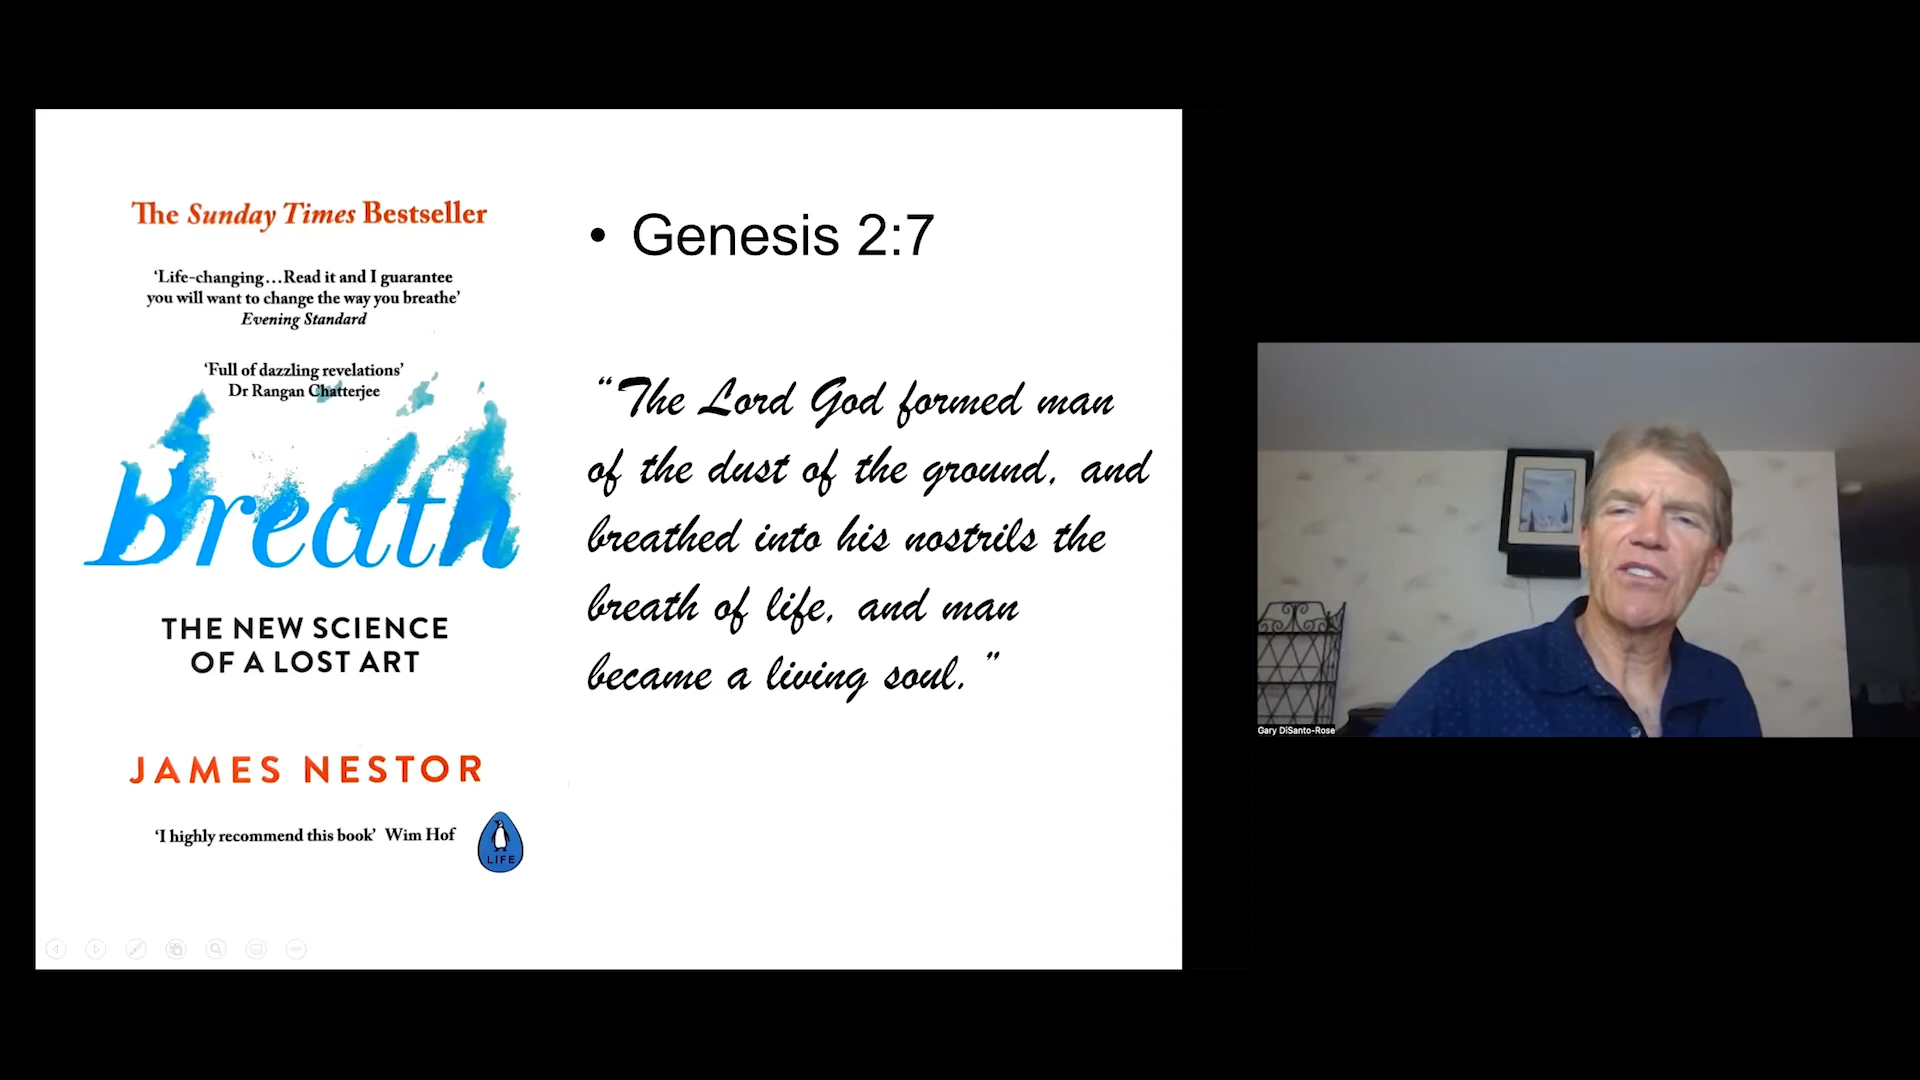 The Sunday Times Bestseller
‘Life-changing…Read it and I guarantee
you will want to change the way you breathe’
Evening Standard
‘Full of dazzling revelations’
Dr Rangan Chatterjee
Breath
THE NEW SCIENCE
OF A LOST ART
JAMES NESTOR
‘I highly recommend this book’ Wim Hof
LIFE
• Genesis 2:7
“The Lord God formed man
of the dust of the ground, and
breathed into his nostrils the
breath of life, and man
became a living soul.”
Gary DiSanto-Rose